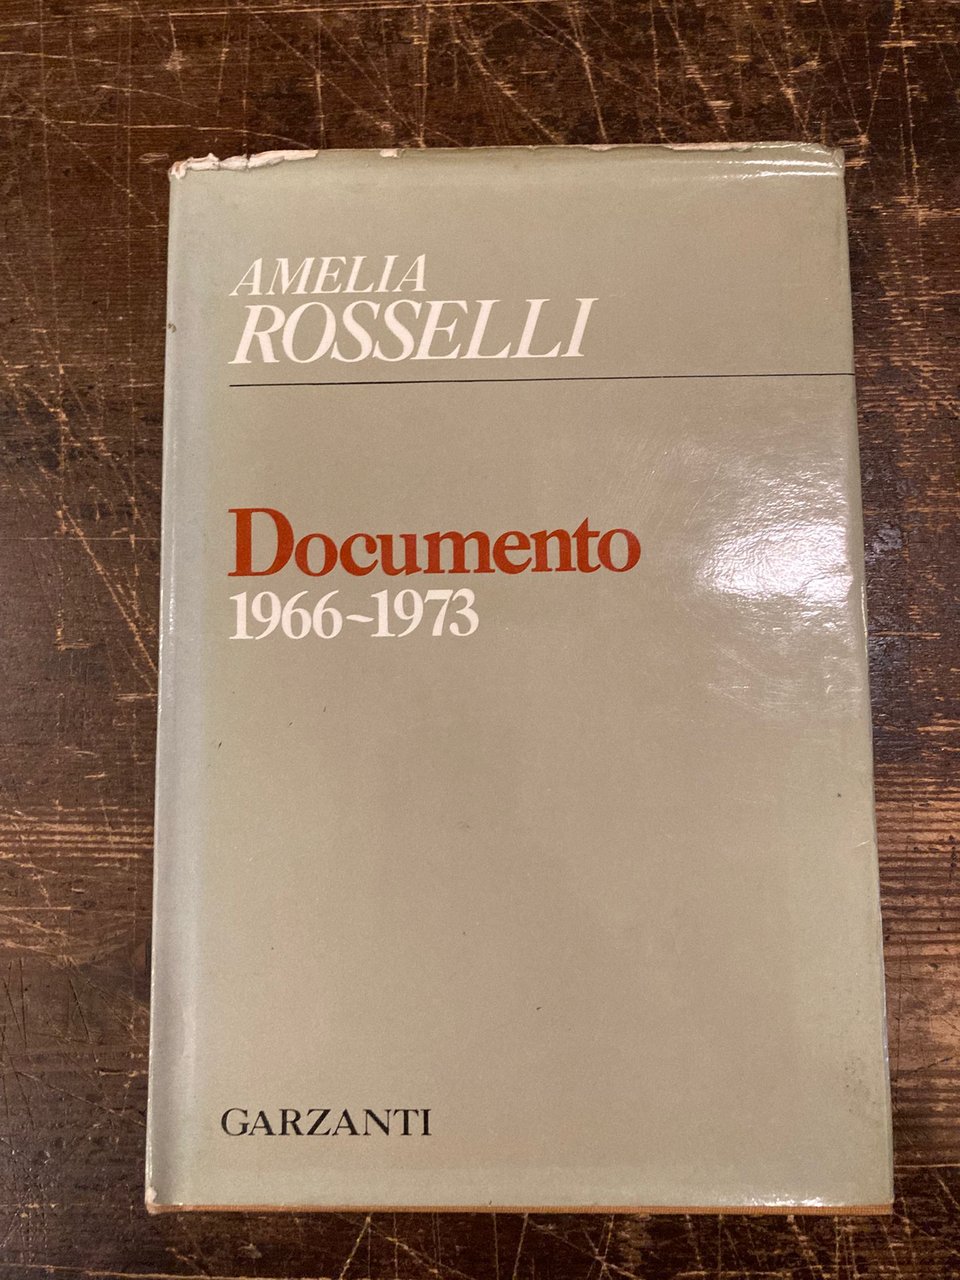 AMELIA
ROSSELLI
Documento
1966-1973
GARZANTI